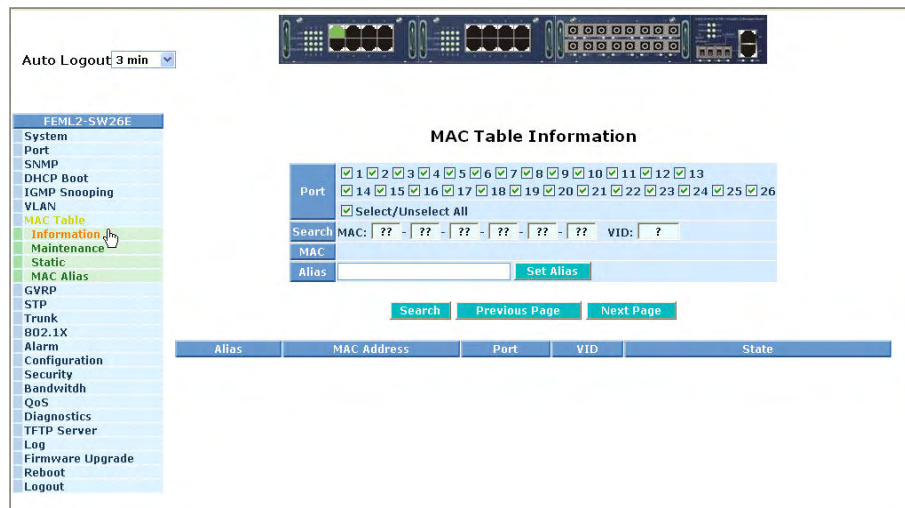 Auto Logout 3 min
FEML2-SW26E
System
Port
SNMP
DHCP Boot
IGMP Snooping
VLAN
MAC Table
Information
Maintenance
Static
MAC Alias
GVRP
STP
Trunk
802.1X
Alarm
Configuration
Security
Bandwitdh
QoS
Diagnostics
TFTP Server
Log
Firmware Upgrade
Reboot
Logout
MAC Table Information
Port 1 2 3 4 5 6 7 8 9 10 11 12 13
14 15 16 17 18 19 20 21 22 23 24 25 26
Select/Unselect All
Search MAC: ?? - ?? - ?? - ?? - ?? - ?? VID: ?
MAC
Alias Set Alias
Search Previous Page Next Page
Alias MAC Address Port VID State